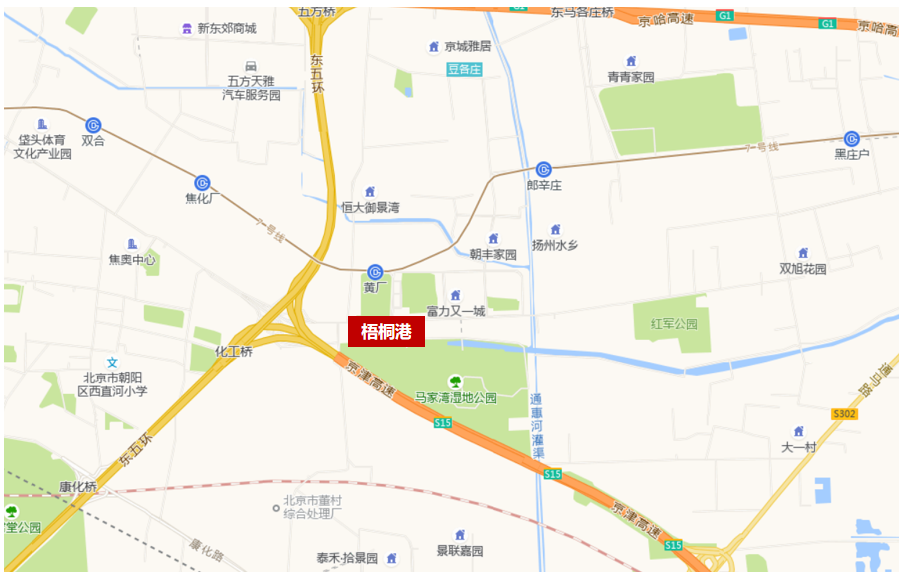 五方桥
G1
东马各庄桥
京哈高速
G1
G1
京哈高速
新东郊商城
京城雅居
豆各庄
青青家园
东五环
五方天雅
汽车服务园
垡头体育
文化产业园
双合
7号线
黑庄户
焦化厂
郎辛庄
恒大御景湾
7号线
焦奥中心
朝丰家园
扬州水乡
双旭花园
黄厂
富力又一城
红军公园
梧桐港
化工桥
京津高速
北京市朝阳
区西直河小学
马家湾湿地公园
通马路
S302
通惠河灌渠
S15
大一村
东五环
S15
康化桥
北京市董村
综合处理厂
京津高速
堂公园
康化路
泰禾·拾景园
景联嘉园
S15